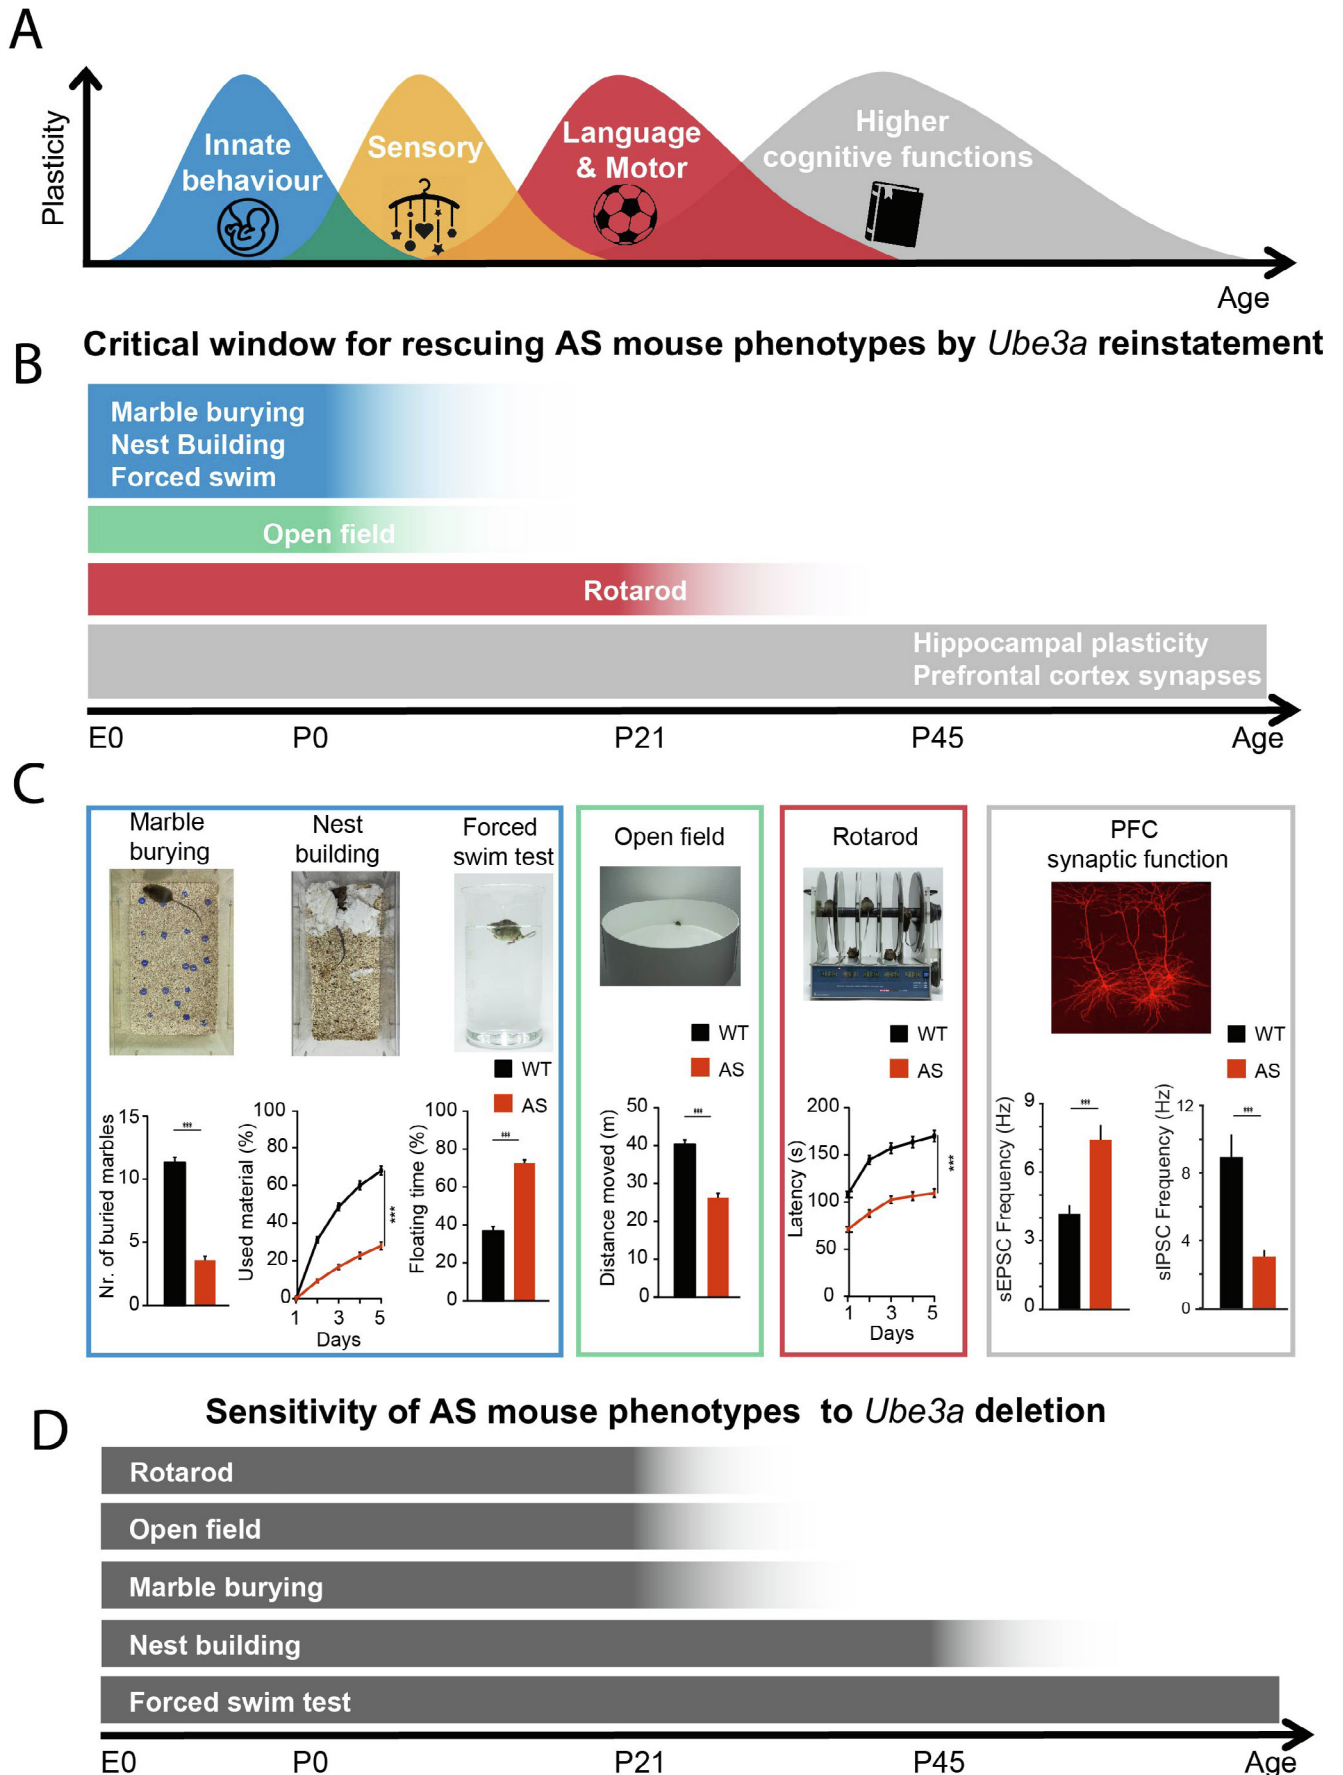 A
Plasticity
Innate
behaviour
Sensory
Language
& Motor
Higher
cognitive functions
Age
Critical window for rescuing AS mouse phenotypes by Ube3a reinstatement
B
Marble burying
Nest Building
Forced swim
Open field
Rotarod
Hippocampal plasticity
Prefrontal cortex synapses
E0 P0 P21 P45 Age
C
Marble
burying
Nest
building
Forced
swim test
WT
AS
Nr. of buried marbles
15
10
5
0
***
Used material (%)
100
80
60
40
20
0
1 3 5
Days
***
Floating time (%)
100
80
60
40
20
0
***
Open field
WT
AS
Distance moved (m)
50
40
30
20
10
0
***
Rotarod
WT
AS
Latency (s)
200
150
100
50
0
1 3 5
Days
***
PFC
synaptic function
WT
AS
sEPSC Frequency (Hz)
9
6
3
0
***
sIPSC Frequency (Hz)
12
8
4
0
***
Sensitivity of AS mouse phenotypes to Ube3a deletion
D
Rotarod
Open field
Marble burying
Nest building
Forced swim test
E0 P0 P21 P45 Age